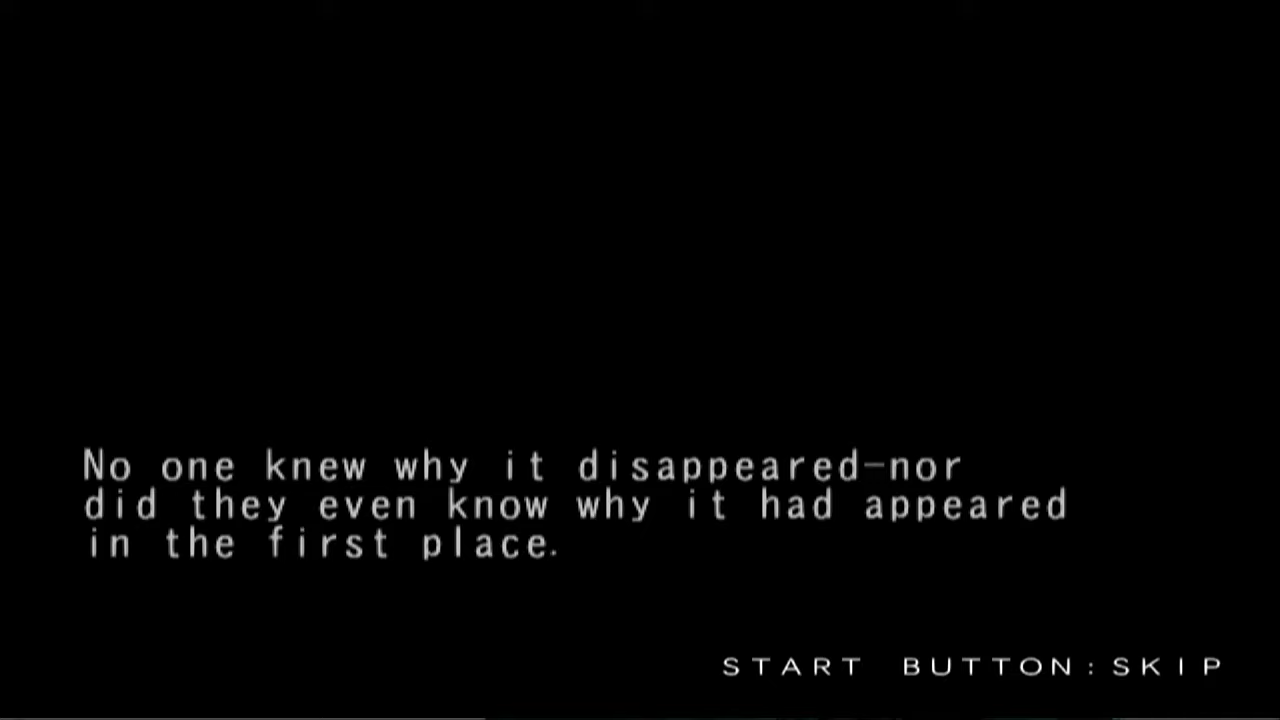 No one knew why it disappeared—nor
did they even know why it had appeared
in the first place.
START BUTTON:SKIP